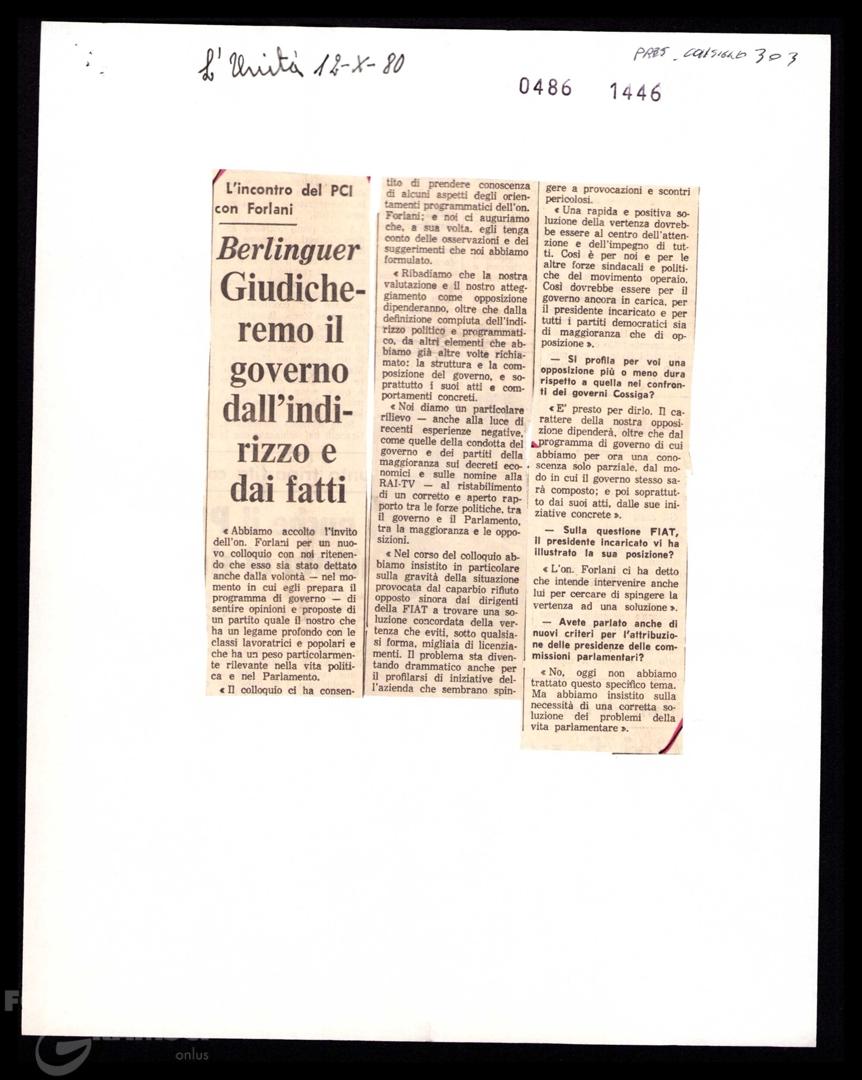 L'Unità 12-X-80
PRES. CONSIGLIO 303
0486 1446
L'incontro del PCI
con Forlani
Berlinguer
Giudiche-
remo il
governo
dall'indi-
rizzo e
dai fatti
« Abbiamo accolto l'invito
dell'on. Forlani per un nuo-
vo colloquio con noi ritenen-
do che esso sia stato dettato
anche dalla volontà — nel mo-
mento in cui egli prepara il
programma di governo — di
sentire opinioni e proposte di
un partito quale il nostro che
ha un legame profondo con le
classi lavoratrici e popolari e
che ha un peso particolarmen-
te rilevante nella vita politi-
ca e nel Parlamento.
« Il colloquio ci ha consen-
tito di prendere conoscenza
di alcuni aspetti degli orien-
tamenti programmatici dell'on.
Forlani; e noi ci auguriamo
che, a sua volta, egli tenga
conto delle osservazioni e dei
suggerimenti che noi abbiamo
formulato.
« Ribadiamo che la nostra
valutazione e il nostro atteg-
giamento come opposizione
dipenderanno, oltre che dalla
definizione compiuta dell'indi-
rizzo politico e programmati-
co, da altri elementi che ab-
biamo già altre volte richia-
mato: la struttura e la com-
posizione del governo, e so-
prattutto i suoi atti e com-
portamenti concreti.
« Noi diamo un particolare
rilievo — anche alla luce di
recenti esperienze negative,
come quelle della condotta del
governo e dei partiti della
maggioranza sui decreti eco-
nomici e sulle nomine alla
RAI-TV — al ristabilimento
di un corretto e aperto rap-
porto tra le forze politiche, tra
il governo e il Parlamento,
tra la maggioranza e le oppo-
sizioni.
« Nel corso del colloquio ab-
biamo insistito in particolare
sulla gravità della situazione
provocata dal caparbio rifiuto
opposto sinora dai dirigenti
della FIAT a trovare una so-
luzione concordata della ver-
tenza che eviti, sotto qualsia-
si forma, migliaia di licenzia-
menti. Il problema sta diven-
tando drammatico anche per
il profilarsi di iniziative del-
l'azienda che sembrano spin-
gere a provocazioni e scontri
pericolosi.
« Una rapida e positiva so-
luzione della vertenza dovreb-
be essere al centro dell'atten-
zione e dell'impegno di tut-
ti. Così è per noi e per le
altre forze sindacali e politi-
che del movimento operaio.
Così dovrebbe essere per il
governo ancora in carica, per
il presidente incaricato e per
tutti i partiti democratici sia
di maggioranza che di op-
posizione ».
— Si profila per voi una
opposizione più o meno dura
rispetto a quella nei confron-
ti dei governi Cossiga?
« E' presto per dirlo. Il ca-
rattere della nostra opposi-
zione dipenderà, oltre che dal
programma di governo di cui
abbiamo per ora una cono-
scenza solo parziale, dal mo-
do in cui il governo stesso sa-
rà composto; e poi soprattut-
to dai suoi atti, dalle sue ini-
ziative concrete ».
— Sulla questione FIAT,
il presidente incaricato vi ha
illustrato la sua posizione?
« L'on. Forlani ci ha detto
che intende intervenire anche
lui per cercare di spingere la
vertenza ad una soluzione ».
— Avete parlato anche di
nuovi criteri per l'attribuzio-
ne delle presidenze delle com-
missioni parlamentari?
« No, oggi non abbiamo
trattato questo specifico tema.
Ma abbiamo insistito sulla
necessità di una corretta so-
luzione dei problemi della
vita parlamentare ».
onlus